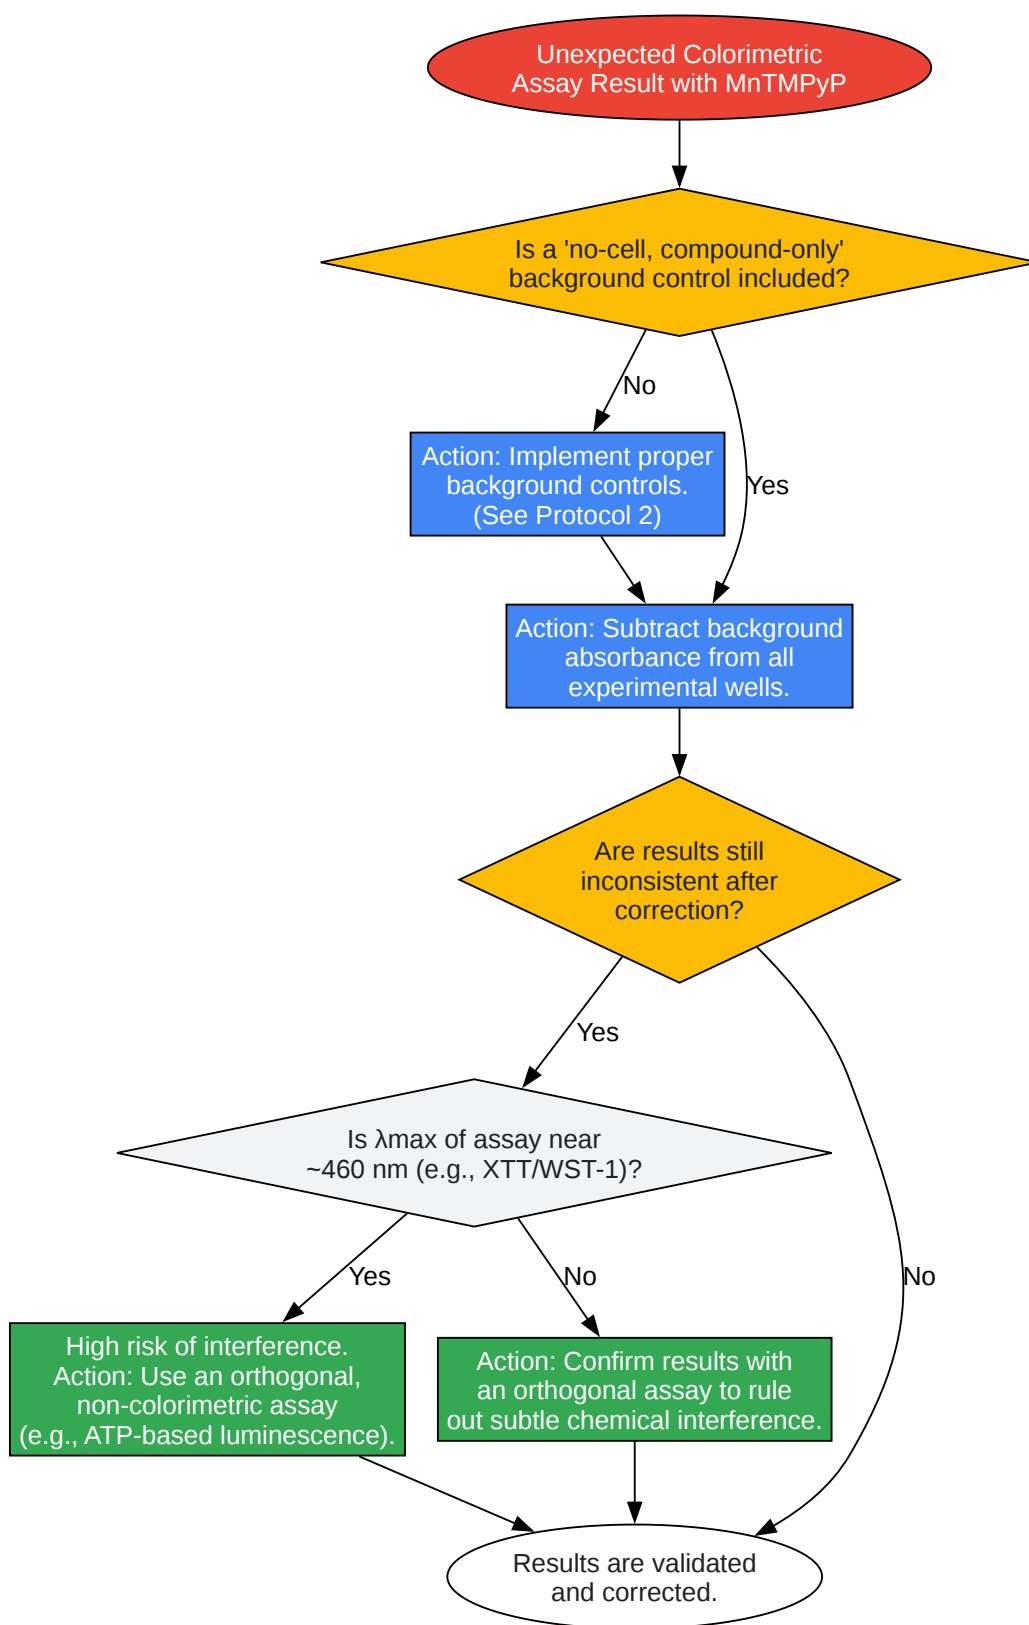 Unexpected Colorimetric
Assay Result with MnTMPyP
Is a 'no-cell, compound-only'
background control included?
No
Yes
Action: Implement proper
background controls.
(See Protocol 2)
Action: Subtract background
absorbance from all
experimental wells.
Are results still
inconsistent after
correction?
Yes
No
Is λmax of assay near
~460 nm (e.g., XTT/WST-1)?
Yes
No
High risk of interference.
Action: Use an orthogonal,
non-colorimetric assay
(e.g., ATP-based luminescence).
Action: Confirm results with
an orthogonal assay to rule
out subtle chemical interference.
Results are validated
and corrected.